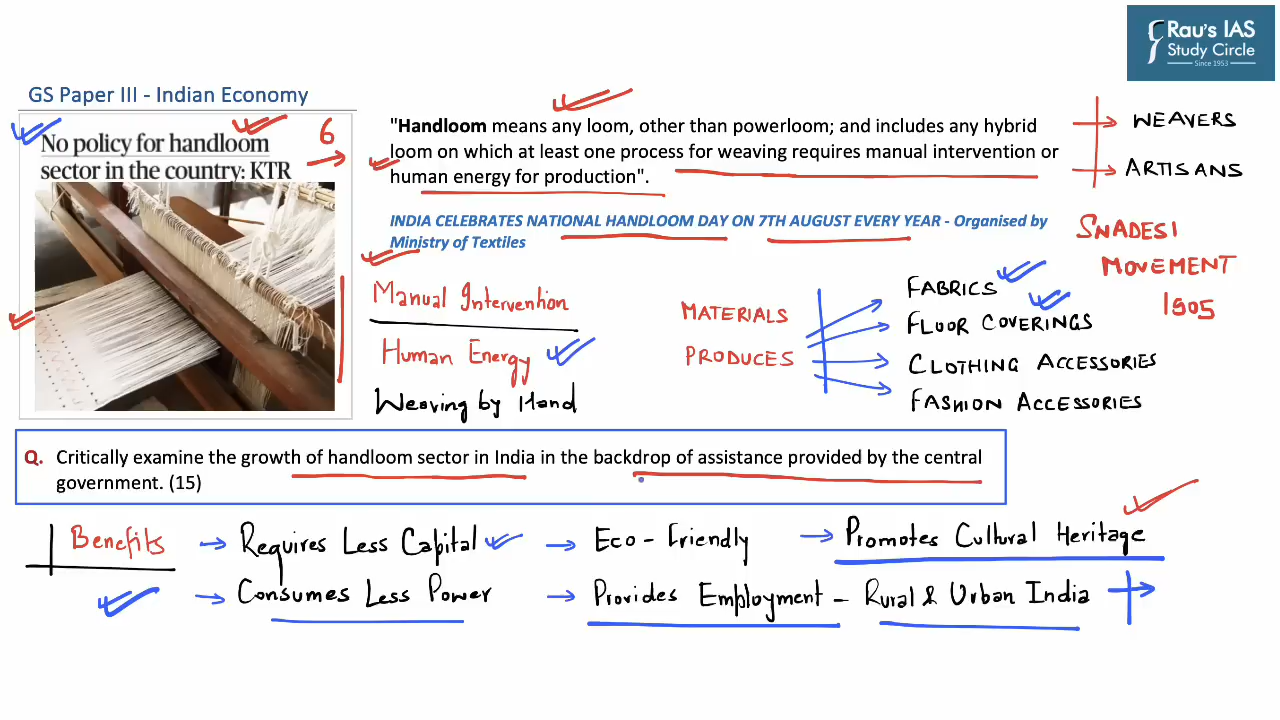 Rau's IAS
Study Circle
Since 1953
GS Paper III - Indian Economy
No policy for handloom
sector in the country: KTR
6
"Handloom means any loom, other than powerloom; and includes any hybrid
loom on which at least one process for weaving requires manual intervention or
human energy for production".
INDIA CELEBRATES NATIONAL HANDLOOM DAY ON 7TH AUGUST EVERY YEAR - Organised by
Ministry of Textiles
WEAVERS
ARTISANS
SWADESI
MOVEMENT
1905
Manual Intervention
Human Energy
Weaving by Hand
MATERIALS
PRODUCES
FABRICS
FLOOR COVERINGS
CLOTHING ACCESSORIES
FASHION ACCESSORIES
Q. Critically examine the growth of handloom sector in India in the backdrop of assistance provided by the central
government. (15)
Benefits → Requires Less Capital → Eco-Friendly → Promotes Cultural Heritage
→ Consumes Less Power → Provides Employment - Rural & Urban India